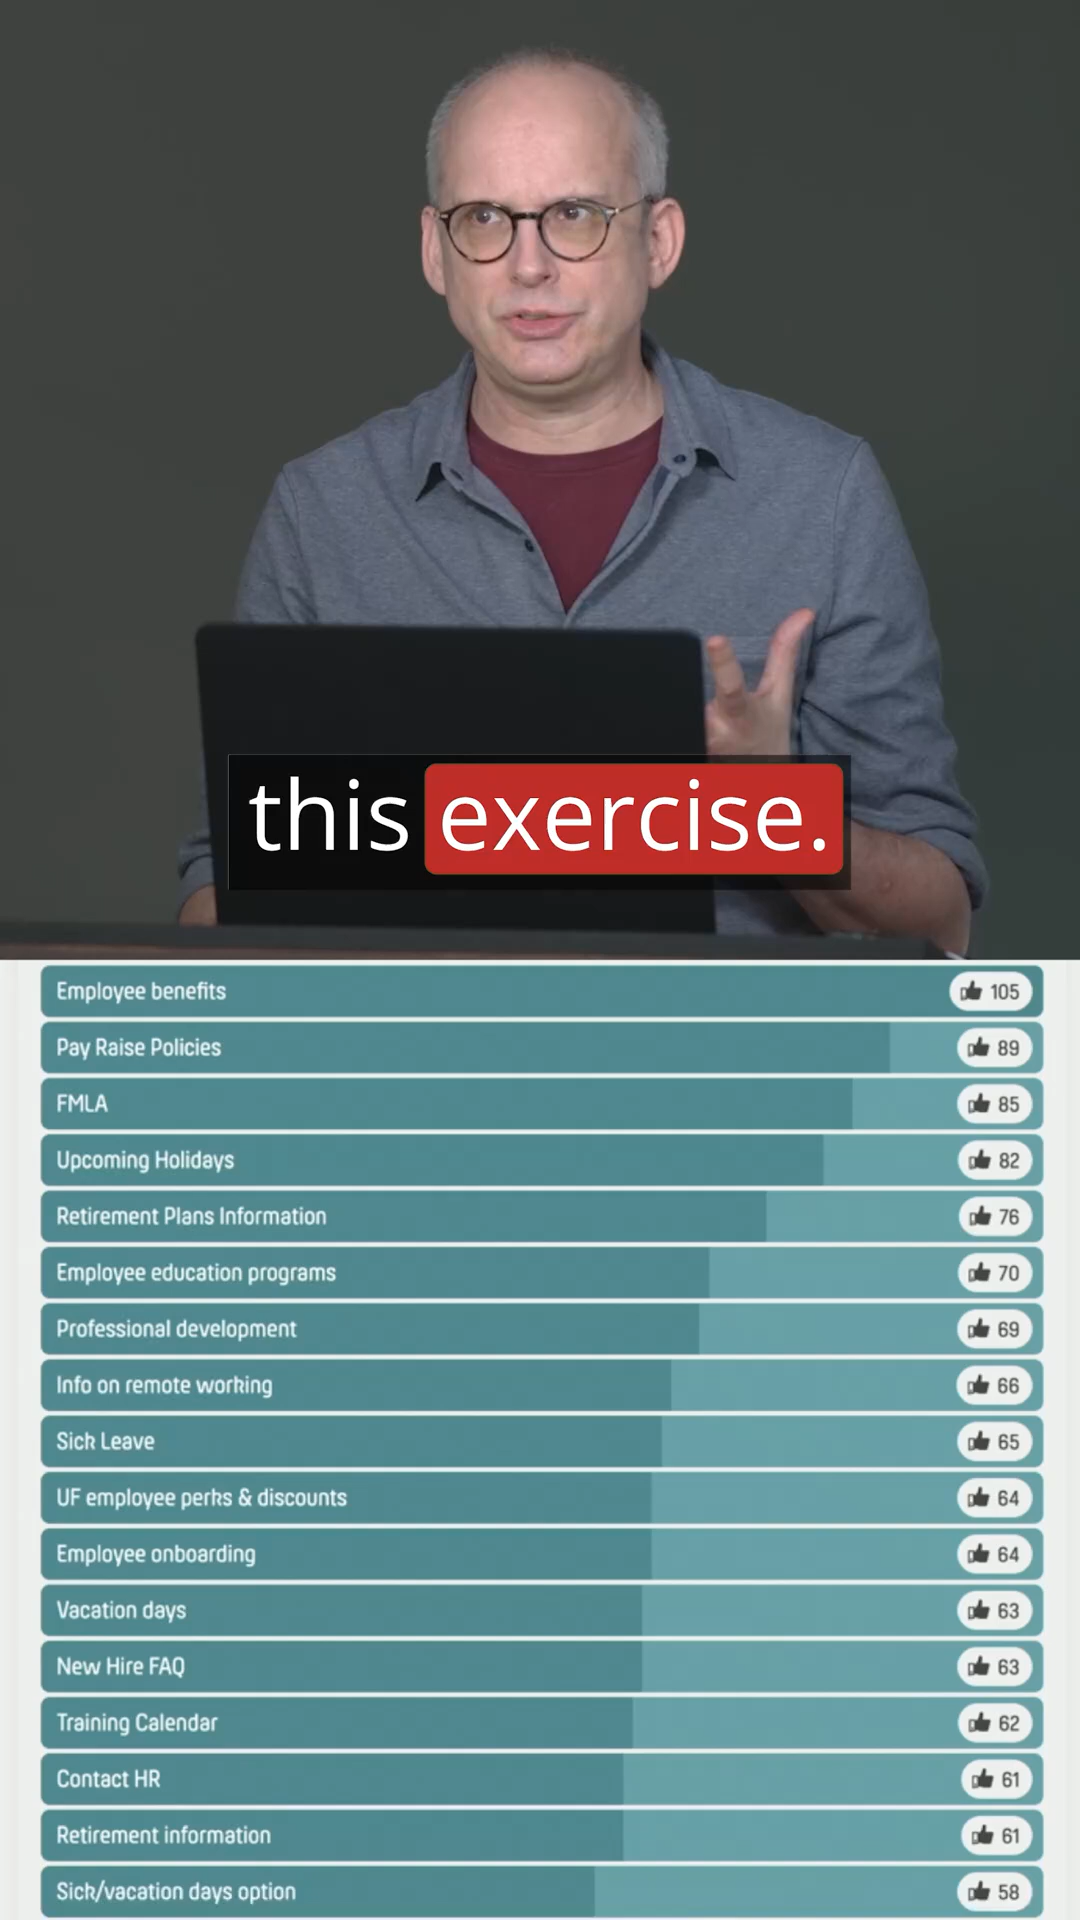 this exercise.
Employee benefits 105
Pay Raise Policies 89
FMLA 85
Upcoming Holidays 82
Retirement Plans Information 76
Employee education programs 70
Professional development 69
Info on remote working 66
Sick Leave 65
UF employee perks & discounts 64
Employee onboarding 64
Vacation days 63
New Hire FAQ 63
Training Calendar 62
Contact HR 61
Retirement information 61
Sick/vacation days option 58